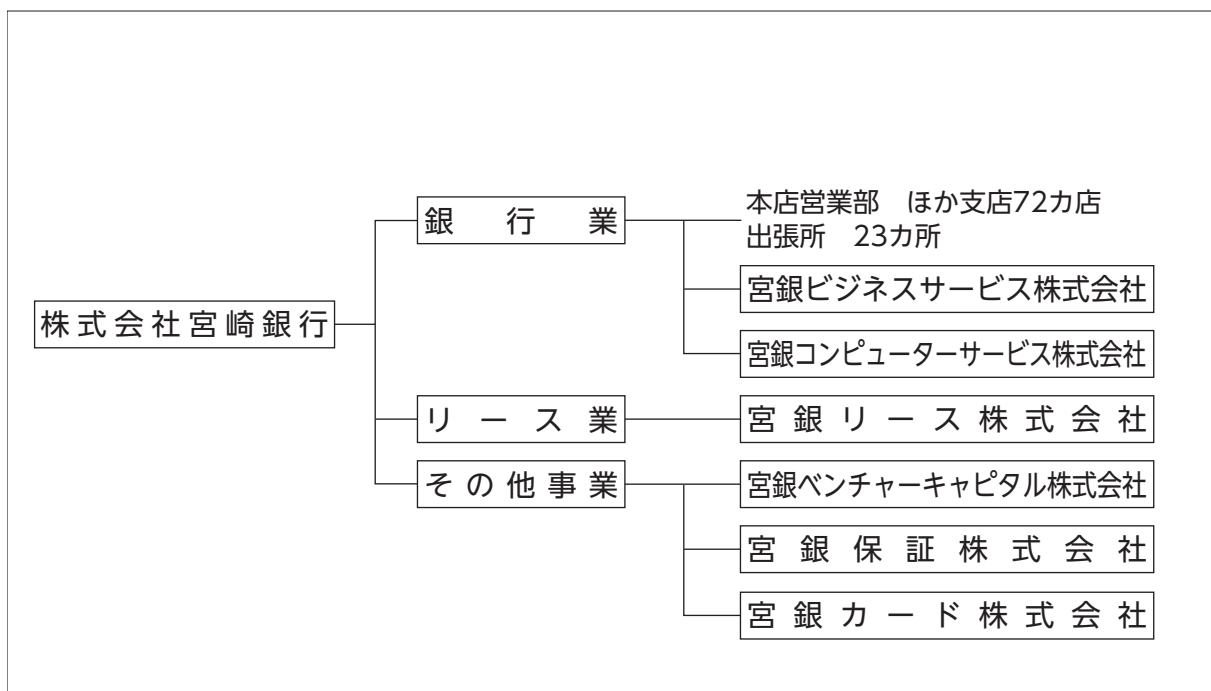 株式会社宮崎銀行
銀行業
本店営業部　ほか支店72カ店
出張所　23カ所
宮銀ビジネスサービス株式会社
宮銀コンピューターサービス株式会社
リース業
宮銀リース株式会社
その他事業
宮銀ベンチャーキャピタル株式会社
宮銀保証株式会社
宮銀カード株式会社